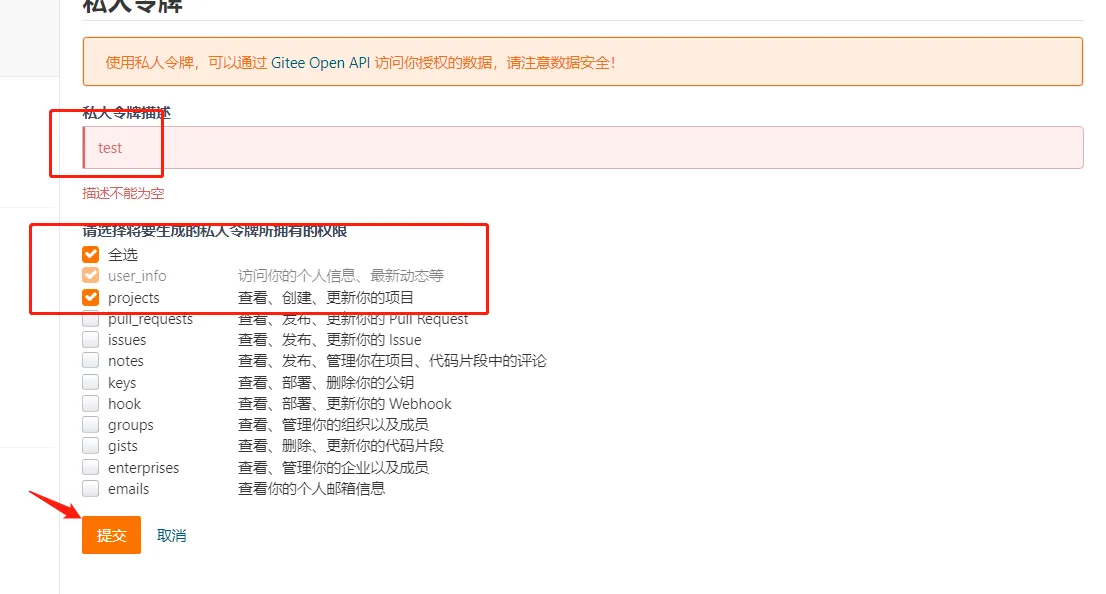 私人令牌
使用私人令牌，可以通过 Gitee Open API 访问你授权的数据，请注意数据安全！
私人令牌描述
test
描述不能为空
请选择将要生成的私人令牌所拥有的权限
全选
user_info 访问你的个人信息、最新动态等
projects 查看、创建、更新你的项目
pull_requests 查看、发布、更新你的 Pull Request
issues 查看、发布、更新你的 Issue
notes 查看、发布、管理你在项目、代码片段中的评论
keys 查看、部署、删除你的公钥
hook 查看、部署、更新你的 Webhook
groups 查看、管理你的组织以及成员
gists 查看、删除、更新你的代码片段
enterprises 查看、管理你的企业以及成员
emails 查看你的个人邮箱信息
提交 取消